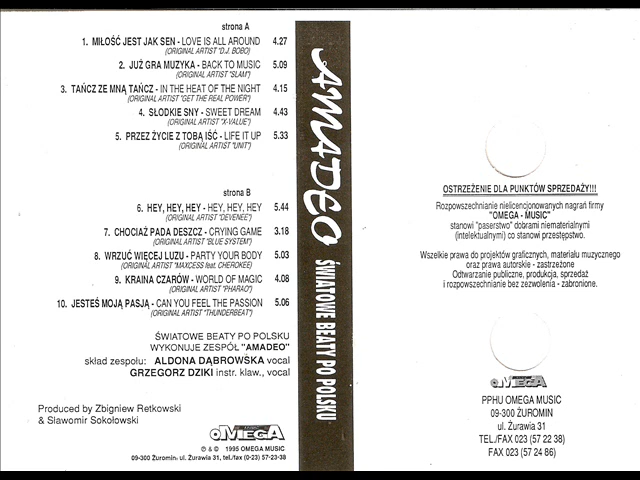 strona A
1. MIŁOŚĆ JEST JAK SEN - LOVE IS ALL AROUND 4.27
(ORIGINAL ARTIST "D.J. BOBO")
2. JUŻ GRA MUZYKA - BACK TO MUSIC 5.09
(ORIGINAL ARTIST "SLAM")
3. TAŃCZ ZE MNĄ TAŃCZ - IN THE HEAT OF THE NIGHT 4.15
(ORIGINAL ARTIST "GET THE REAL POWER")
4. SŁODKIE SNY - SWEET DREAM 4.43
(ORIGINAL ARTIST "X-VALUE")
5. PRZEZ ŻYCIE Z TOBĄ IŚĆ - LIFE IT UP 5.33
(ORIGINAL ARTIST "UNIT")
strona B
6. HEY, HEY, HEY - HEY, HEY, HEY 5.44
(ORIGINAL ARTIST "DEVENEE")
7. CHOCIAŻ PADA DESZCZ - CRYING GAME 3.18
(ORIGINAL ARTIST "BLUE SYSTEM")
8. WRZUĆ WIĘCEJ LUZU - PARTY YOUR BODY 5.03
(ORIGINAL ARTIST "MAXCESS feat. CHEROKEE)
9. KRAINA CZARÓW - WORLD OF MAGIC 4.08
(ORIGINAL ARTIST "PHARAO")
10. JESTEŚ MOJĄ PASJĄ - CAN YOU FEEL THE PASSION 5.06
(ORIGINAL ARTIST "THUNDERBEAT")
ŚWIATOWE BEATY PO POLSKU
WYKONUJE ZESPÓŁ "AMADEO"
skład zespołu: ALDONA DĄBROWSKA vocal
GRZEGORZ DZIKI instr. klaw., vocal
Produced by Zbigniew Retkowski
& Sławomir Sokołowski
OMEGA
℗ & © 1995 OMEGA MUSIC
09-300 Żuromin, ul. Żurawia 31, tel./fax (0-23) 57-23-38
AMADEO
ŚWIATOWE BEATY PO POLSKU
OSTRZEŻENIE DLA PUNKTÓW SPRZEDAŻY!!!
Rozpowszechnianie nielicencjonowanych nagrań firmy
"OMEGA - MUSIC"
stanowi "paserstwo" dobrami niematerialnymi
(intelektualnymi) co stanowi przestępstwo.
Wszelkie prawa do projektów graficznych, materiału muzycznego
oraz prawa autorskie - zastrzeżone
Odtwarzanie publiczne, produkcja, sprzedaż
i rozpowszechnianie bez zezwolenia - zabronione.
OMEGA
PPHU OMEGA MUSIC
09-300 ŻUROMIN
ul. Żurawia 31
TEL./FAX 023 (57 22 38)
FAX 023 (57 24 86)